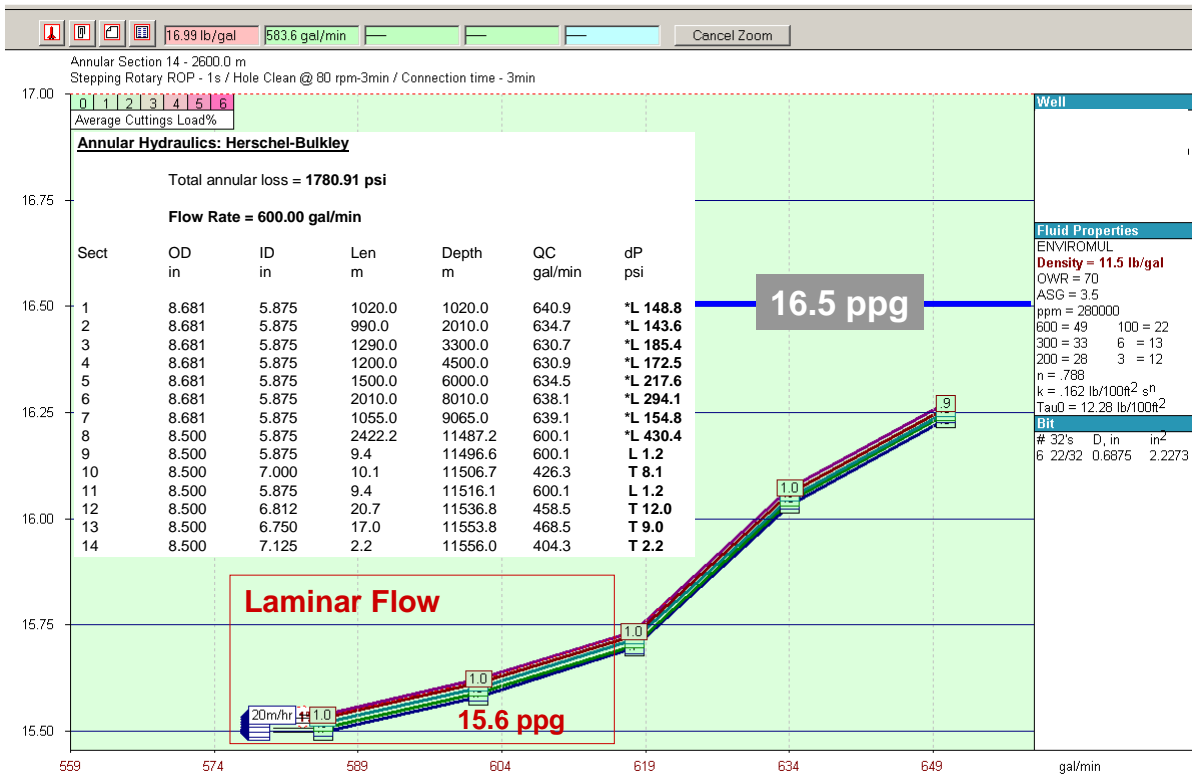 16.99 lb/gal 583.6 gal/min Cancel Zoom
Annular Section 14 - 2600.0 m
Stepping Rotary ROP - 1s / Hole Clean @ 80 rpm-3min / Connection time - 3min
17.00
0 1 2 3 4 5 6
Average Cuttings Load%
Annular Hydraulics: Herschel-Bulkley
Total annular loss = 1780.91 psi
Flow Rate = 600.00 gal/min
Sect OD ID Len Depth QC dP
in in m m gal/min psi
1 8.681 5.875 1020.0 1020.0 640.9 *L 148.8
2 8.681 5.875 990.0 2010.0 634.7 *L 143.6
3 8.681 5.875 1290.0 3300.0 630.7 *L 185.4
4 8.681 5.875 1200.0 4500.0 630.9 *L 172.5
5 8.681 5.875 1500.0 6000.0 634.5 *L 217.6
6 8.681 5.875 2010.0 8010.0 638.1 *L 294.1
7 8.681 5.875 1055.0 9065.0 639.1 *L 154.8
8 8.500 5.875 2422.2 11487.2 600.1 *L 430.4
9 8.500 5.875 9.4 11496.6 600.1 L 1.2
10 8.500 7.000 10.1 11506.7 426.3 T 8.1
11 8.500 5.875 9.4 11516.1 600.1 L 1.2
12 8.500 6.812 20.7 11536.8 458.5 T 12.0
13 8.500 6.750 17.0 11553.8 468.5 T 9.0
14 8.500 7.125 2.2 11556.0 404.3 T 2.2
16.75
16.50
16.25
16.00
15.75
15.50
16.5 ppg
.9
1.0
1.0
1.0
1.0
Laminar Flow
20m/hr
15.6 ppg
559 574 589 604 619 634 649 gal/min
Well
Fluid Properties
ENVIROMUL
Density = 11.5 lb/gal
OWR = 70
ASG = 3.5
ppm = 280000
600 = 49 100 = 22
300 = 33 6 = 13
200 = 28 3 = 12
n = .788
k = .162 lb/100ft2 sn
Tau0 = 12.28 lb/100ft2
Bit
# 32's D, in in2
6 22/32 0.6875 2.2273